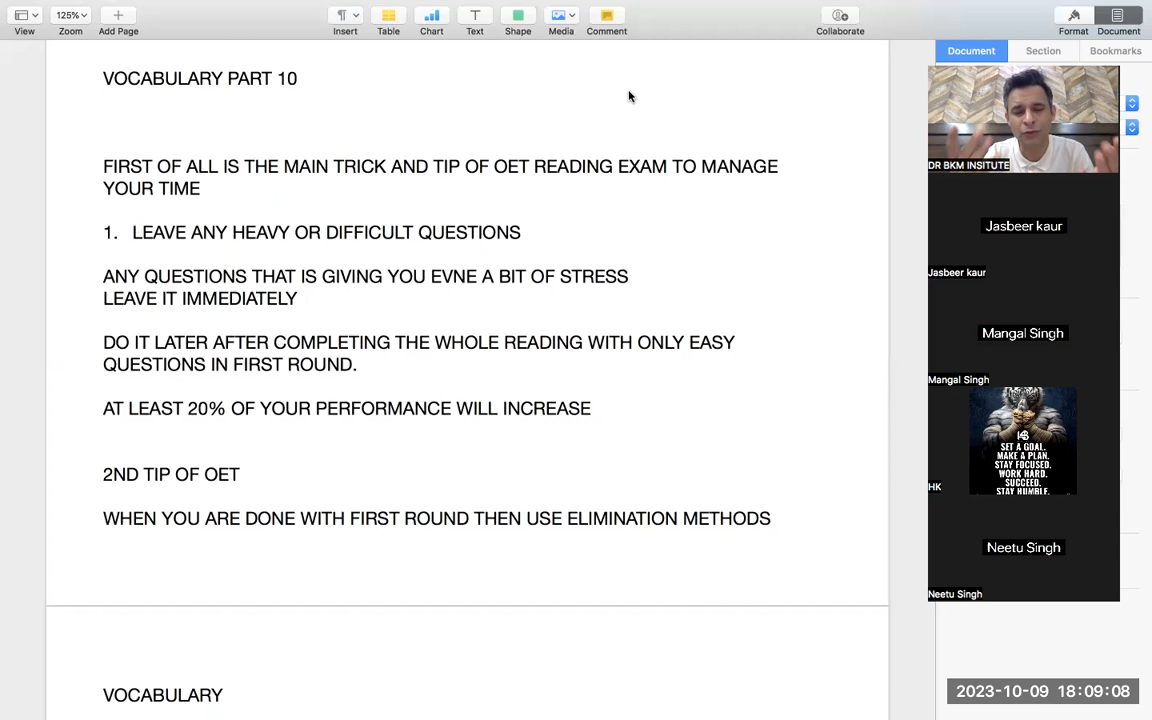 View
125%
Zoom
Add Page
Insert
Table
Chart
Text
Shape
Media
Comment
Collaborate
Format
Document
Document
Section
Bookmarks
VOCABULARY PART 10
FIRST OF ALL IS THE MAIN TRICK AND TIP OF OET READING EXAM TO MANAGE
YOUR TIME
1. LEAVE ANY HEAVY OR DIFFICULT QUESTIONS
ANY QUESTIONS THAT IS GIVING YOU EVNE A BIT OF STRESS
LEAVE IT IMMEDIATELY
DO IT LATER AFTER COMPLETING THE WHOLE READING WITH ONLY EASY
QUESTIONS IN FIRST ROUND.
AT LEAST 20% OF YOUR PERFORMANCE WILL INCREASE
2ND TIP OF OET
WHEN YOU ARE DONE WITH FIRST ROUND THEN USE ELIMINATION METHODS
VOCABULARY
DR BKM INSITUTE
Jasbeer kaur
Jasbeer kaur
Mangal Singh
Mangal Singh
SET A GOAL.
MAKE A PLAN.
STAY FOCUSED.
WORK HARD.
SUCCEED.
STAY HUMBLE.
HK
Neetu Singh
Neetu Singh
2023-10-09 18:09:08